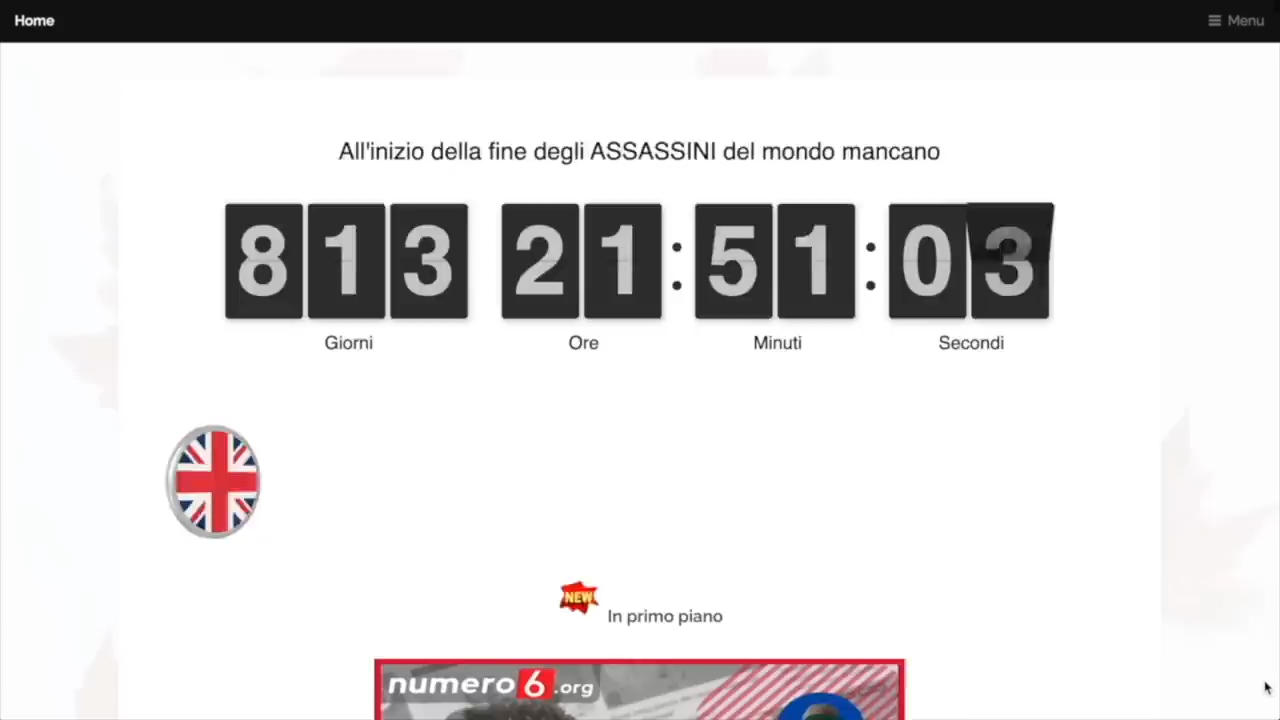 Home
Menu
All'inizio della fine degli ASSASSINI del mondo mancano
813 21:51:03
Giorni Ore Minuti Secondi
NEW
In primo piano
numero6.org